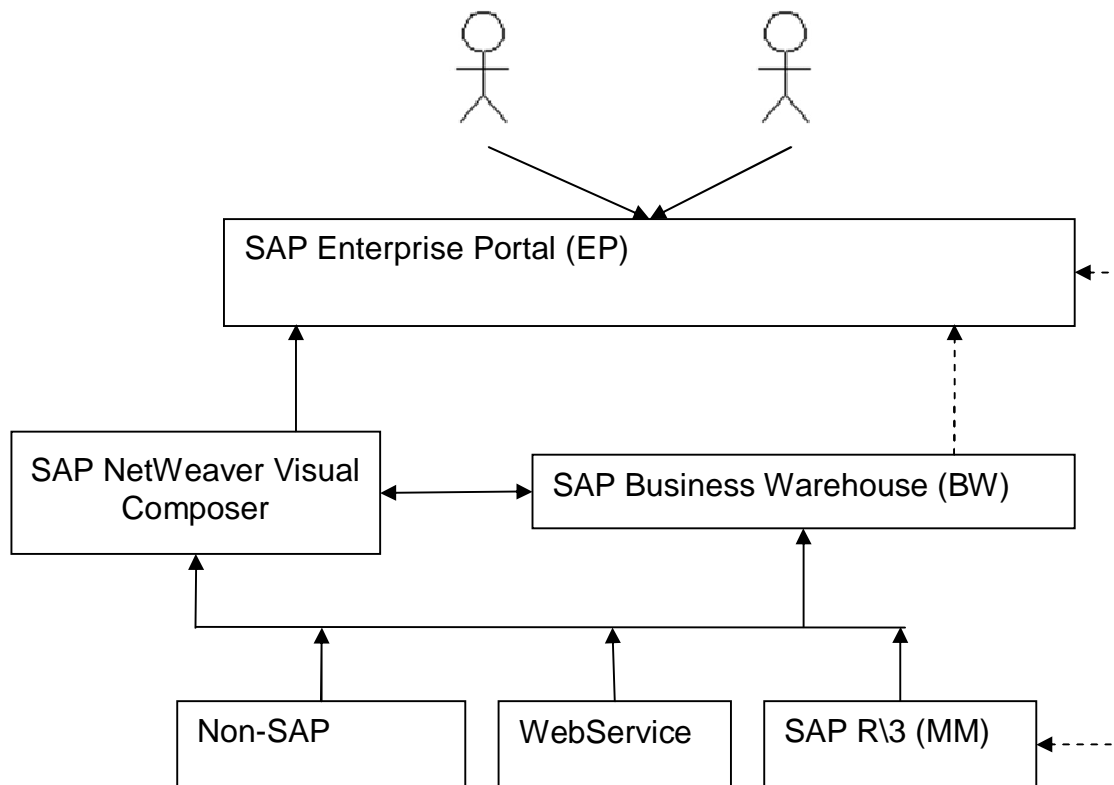 SAP Enterprise Portal (EP)
SAP NetWeaver Visual
Composer
SAP Business Warehouse (BW)
Non-SAP
WebService
SAP R\3 (MM)